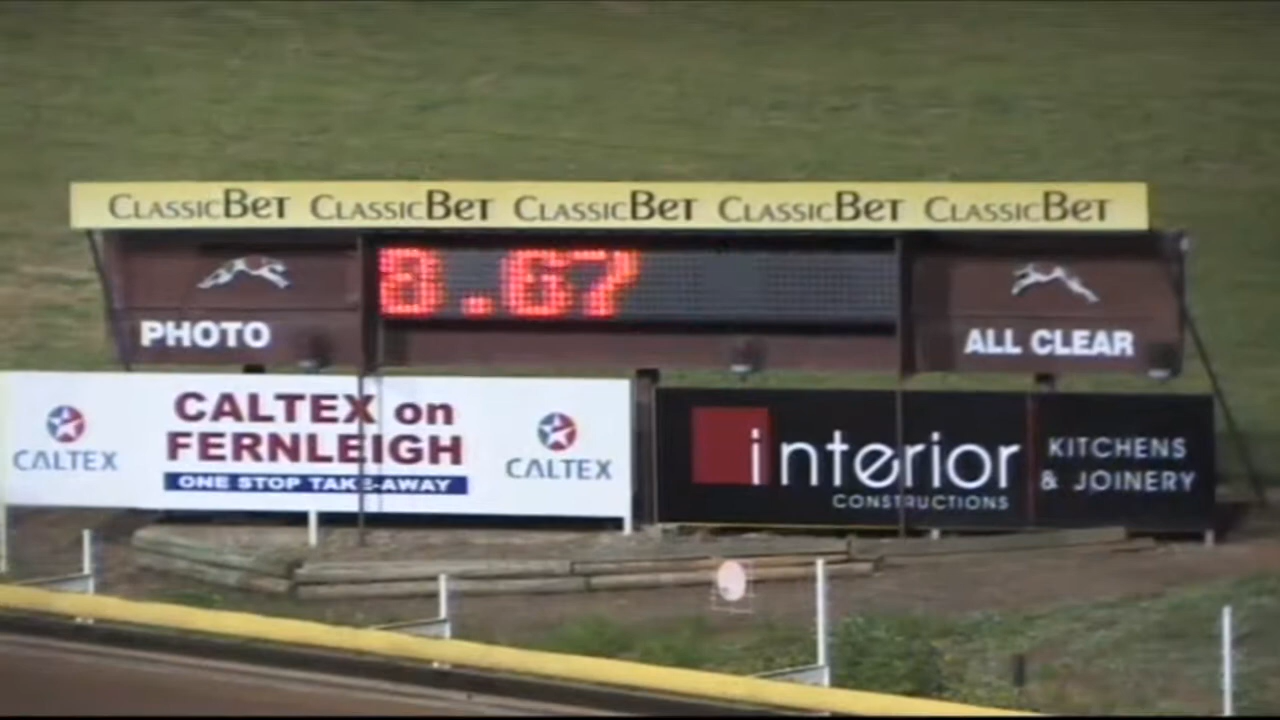 CLASSICBET CLASSICBET CLASSICBET CLASSICBET CLASSICBET
8.67
PHOTO
ALL CLEAR
CALTEX on
FERNLEIGH
ONE STOP TAKE-AWAY
CALTEX
CALTEX
interior
CONSTRUCTIONS
KITCHENS
& JOINERY